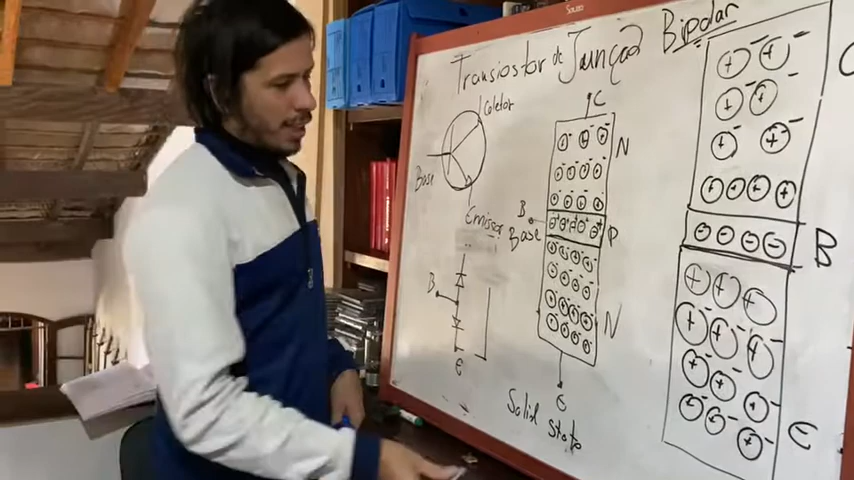 Transistor de Junção bipolar
Coletor
Base
Emissor
C
N
B
Base
P
N
e
B
e
Solid State
C
B
e